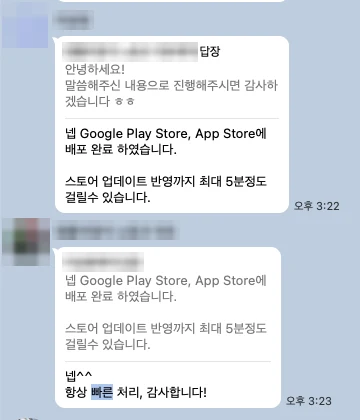 답장
안녕하세요!
말씀해주신 내용으로 진행해주시면 감사하
겠습니다 ㅎㅎ
넵 Google Play Store, App Store에
배포 완료 하였습니다.
스토어 업데이트 반영까지 최대 5분정도
걸릴수 있습니다.
오후 3:22
Google Play Store, App Store에
배포 완료 하였습니다.
스토어 업데이트 반영까지 최대 5분정도
걸릴수 있습니다.
넵^^
항상 빠른 처리, 감사합니다!
오후 3:23